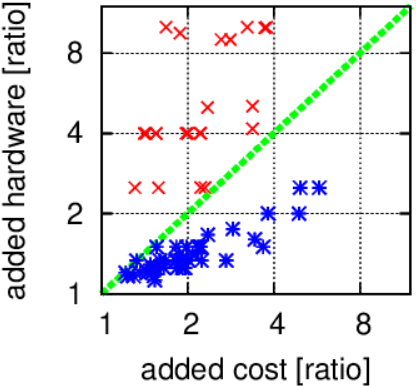 added hardware [ratio]
8
4
2
1
1 2 4 8
added cost [ratio]